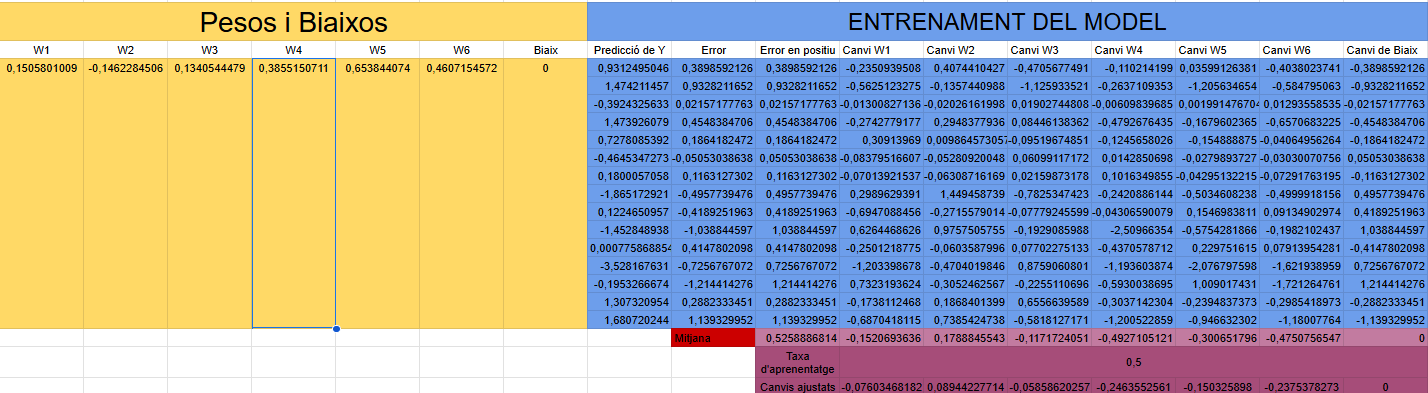 Pesos i Biaixos ENTRENAMENT DEL MODEL
W1 W2 W3 W4 W5 W6 Biaix Predicció de Y Error Error en positiu Canvi W1 Canvi W2 Canvi W3 Canvi W4 Canvi W5 Canvi W6 Canvi de Biaix
0,1505801009 -0,1462284506 0,1340544479 0,3855150711 0,653844074 0,4607154572 0 0,9312495046 0,3898592126 0,3898592126 -0,2350939508 0,4074410427 -0,4705677491 -0,110214199 0,03599126381 -0,4038023741 -0,3898592126
1,474211457 0,9328211652 0,9328211652 -0,5625123275 -0,1357440988 -1,125933521 -0,2637109353 -1,205634654 -0,584795063 -0,9328211652
-0,3924325633 0,02157177763 0,02157177763 -0,01300827136 -0,02026161998 0,01902744808 -0,00609839685 0,001991476704 0,01293558535 -0,02157177763
1,473926079 0,4548384706 0,4548384706 -0,2742779177 0,2948377936 0,08446138362 -0,4792676435 -0,1679602365 -0,6570683225 -0,4548384706
0,7278085392 0,1864182472 0,1864182472 0,30913969 0,009864573057 -0,09519674851 -0,1245658026 -0,154888875 -0,04064956264 -0,1864182472
-0,4645347273 -0,05053038638 0,05053038638 -0,08379516607 -0,05280920048 0,06099117172 0,0142850698 -0,0279893727 -0,03030070756 0,05053038638
0,1800057058 0,1163127302 0,1163127302 -0,07013921537 -0,06308716169 0,02159873178 0,1016349855 -0,04295132215 -0,07291763195 -0,1163127302
-1,865172921 -0,4957739476 0,4957739476 0,2989629391 1,449458739 -0,7825347423 -0,2420886144 -0,5034608238 -0,4999918156 0,4957739476
0,1224650957 -0,4189251963 0,4189251963 -0,6947088456 -0,2715579014 -0,07779245599 -0,04306590079 0,1546983811 0,09134902974 0,4189251963
-1,452848938 -1,038844597 1,038844597 0,6264468626 0,9757505755 -0,1929085988 -2,50966354 -0,5754281866 -0,1982102437 1,038844597
0,000775868854 0,4147802098 0,4147802098 -0,2501218775 -0,0603587996 0,07702275133 -0,4370578712 0,229751615 0,07913954281 -0,4147802098
-3,528167631 -0,7256767072 0,7256767072 -1,203398678 -0,4704019846 0,8759060801 -1,193603874 -2,076797598 -1,621938959 0,7256767072
-0,1953266674 -1,214414276 1,214414276 0,7323193624 -0,3052462567 -0,2255110696 -0,5930038695 1,009017431 -1,721264761 1,214414276
1,307320954 0,2882333451 0,2882333451 -0,1738112468 0,1868401399 0,6556639589 -0,3037142304 -0,2394837373 -0,2985418973 -0,2882333451
1,680720244 1,139329952 1,139329952 -0,6870418115 0,7385424738 -0,5818127171 -1,200522859 -0,946632302 -1,18007764 -1,139329952
Mitjana 0,5258886814 -0,1520693636 0,1788845543 -0,1172721051 -0,4927105121 -0,300651796 -0,4750756547 0
Taxa
d'aprenentatge 0,5
Canvis ajustats -0,07603468182 0,08944227714 -0,05858620257 -0,2463552561 -0,150325898 -0,2375378273 0